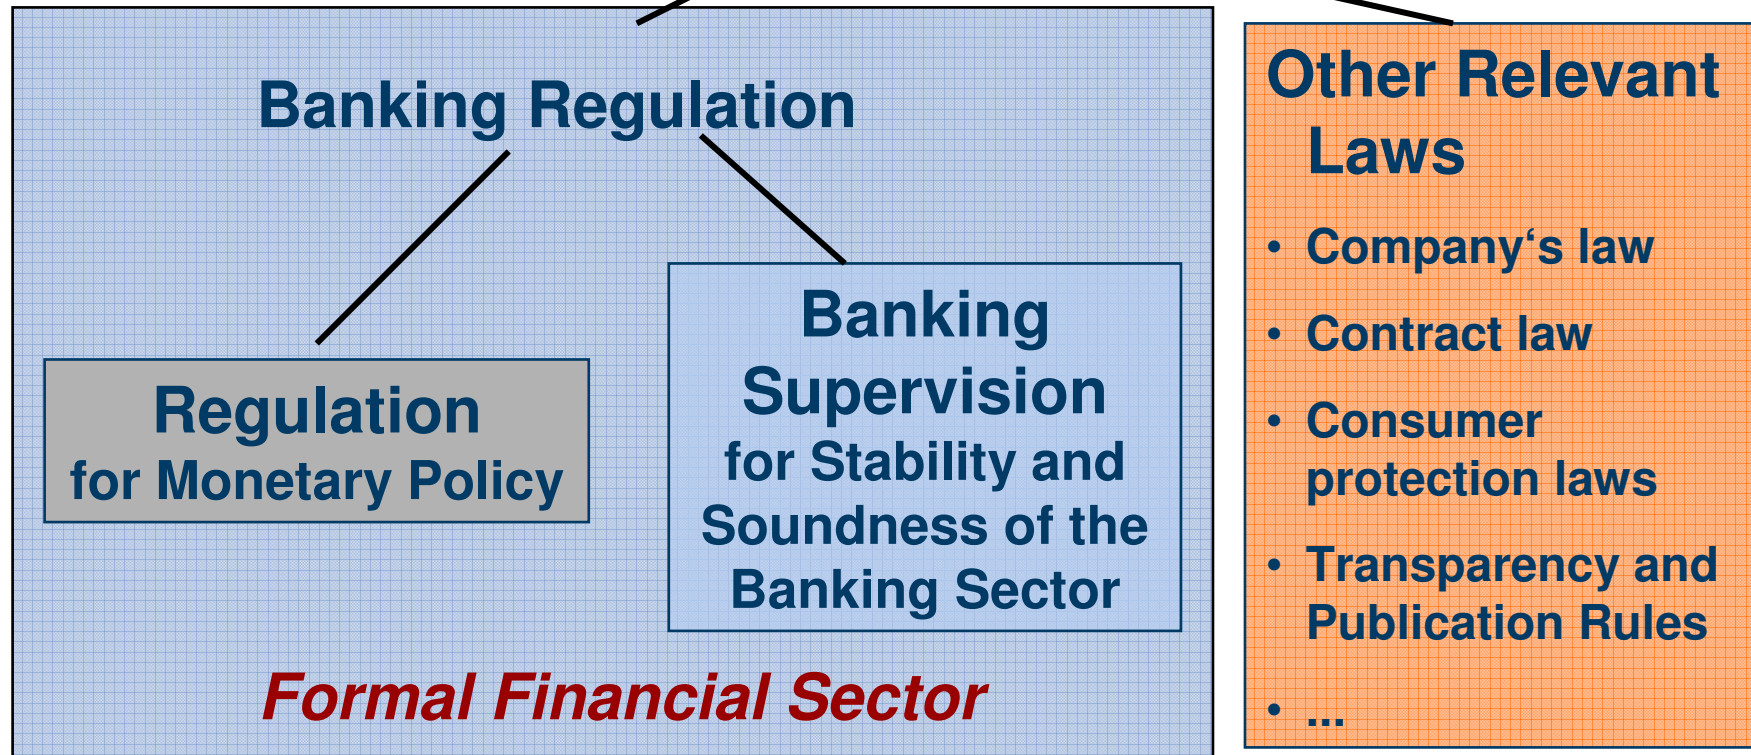 Banking Regulation
Regulation
for Monetary Policy
Banking
Supervision
for Stability and
Soundness of the
Banking Sector
Formal Financial Sector
Other Relevant
Laws
• Company‘s law
• Contract law
• Consumer
protection laws
• Transparency and
Publication Rules
• ...